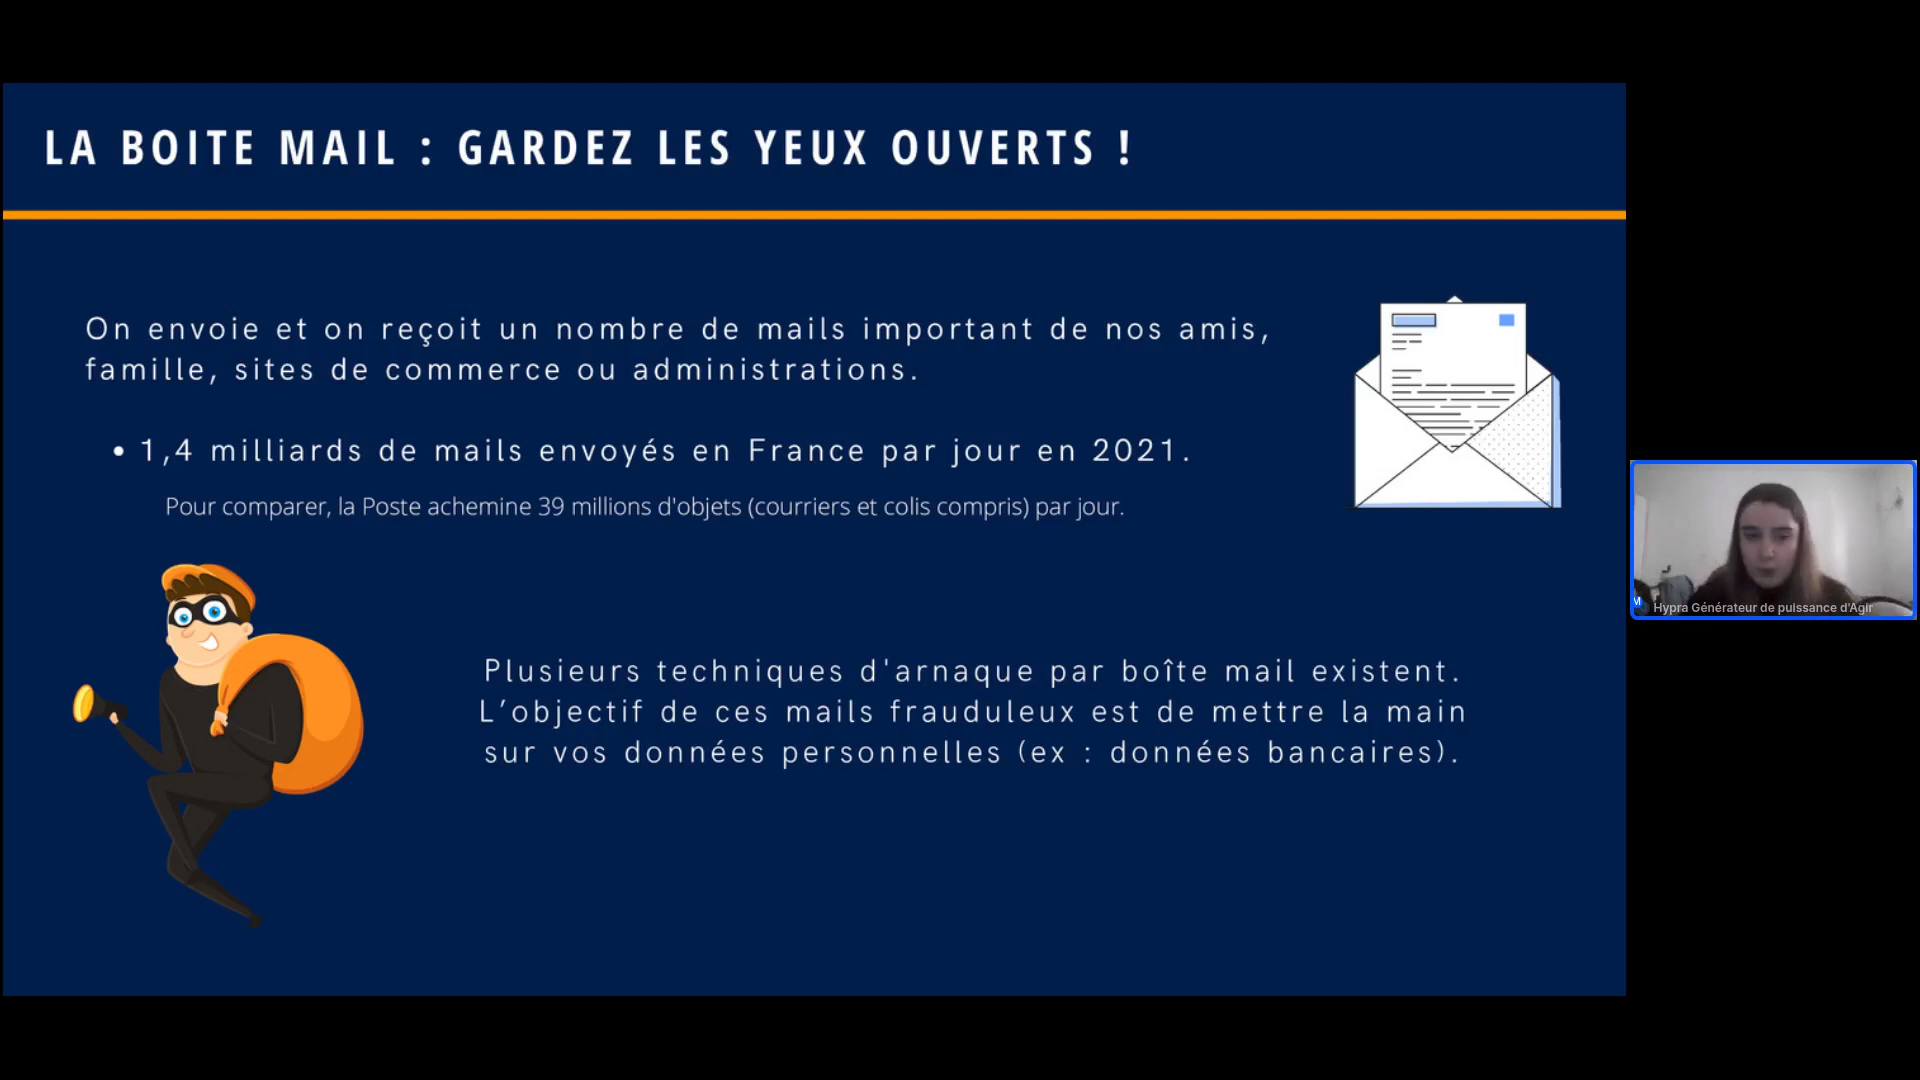 LA BOITE MAIL : GARDEZ LES YEUX OUVERTS !
On envoie et on reçoit un nombre de mails important de nos amis,
famille, sites de commerce ou administrations.
• 1,4 milliards de mails envoyés en France par jour en 2021.
Pour comparer, la Poste achemine 39 millions d'objets (courriers et colis compris) par jour.
Plusieurs techniques d'arnaque par boîte mail existent.
L’objectif de ces mails frauduleux est de mettre la main
sur vos données personnelles (ex : données bancaires).
M
Hypra Générateur de puissance d'Agir